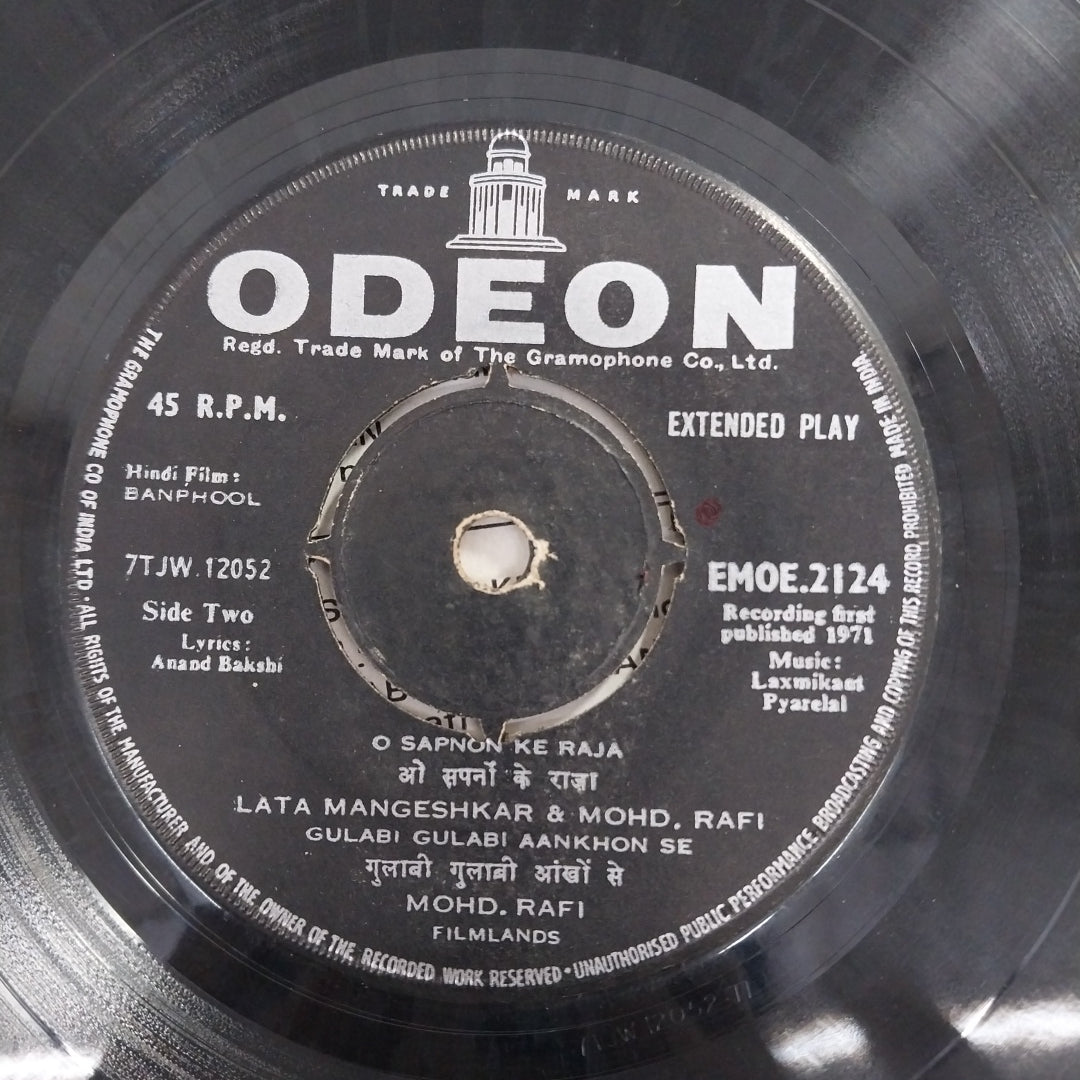 TRADE MARK
ODEON
Regd. Trade Mark of The Gramophone Co., Ltd.
45 R.P.M.
EXTENDED PLAY
Hindi Film:
BANPHOOL
7TJW.12052
Side Two
Lyrics:
Anand Bakshi
EMOE.2124
Recording first
published 1971
Music:
Laxmikant
Pyarelal
O SAPNON KE RAJA
ओ सपनों के राजा
LATA MANGESHKAR & MOHD. RAFI
GULABI GULABI AANKHON SE
गुलाबी गुलाबी आंखों से
MOHD. RAFI
FILMLANDS
THE GRAMOPHONE CO OF INDIA LTD · ALL RIGHTS OF THE MANUFACTURER AND OF THE OWNER OF THE RECORDED WORK RESERVED · UNAUTHORISED PUBLIC PERFORMANCE, BROADCASTING AND COPYING OF THIS RECORD PROHIBITED MADE IN INDIA